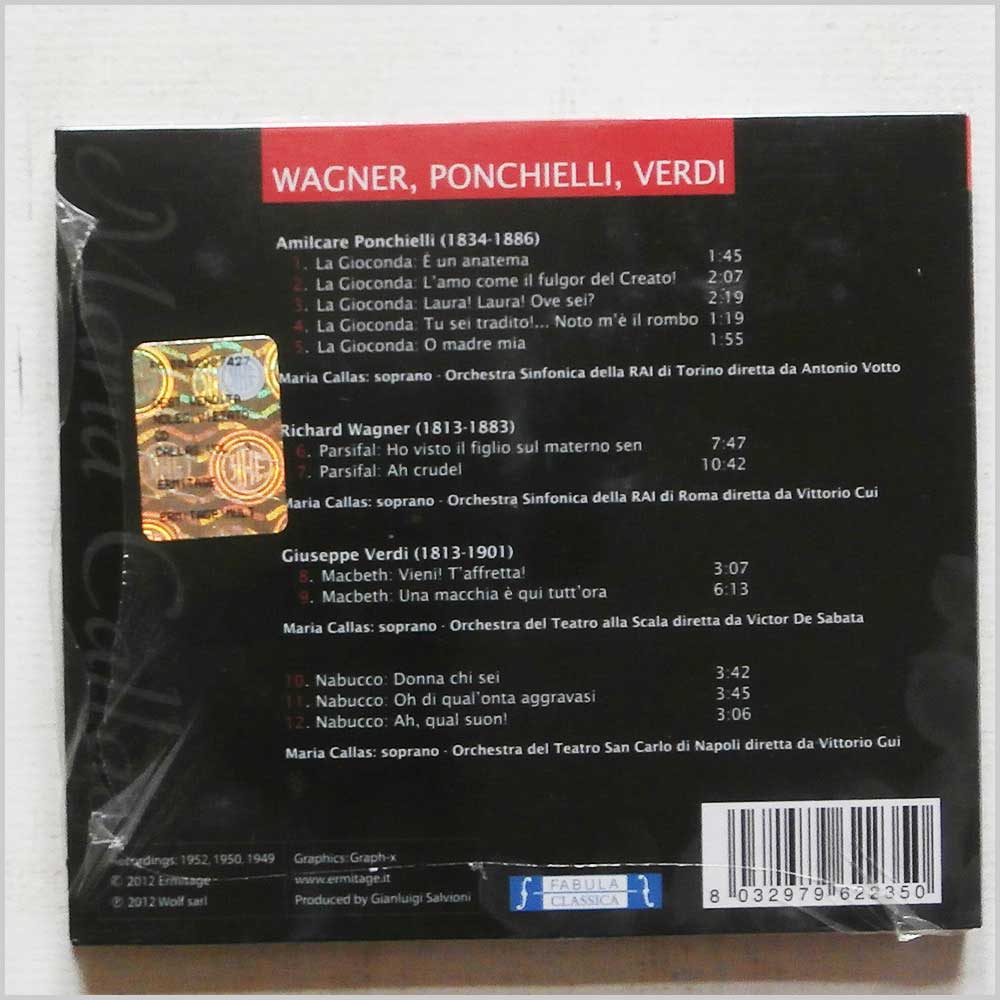 WAGNER, PONCHIELLI, VERDI
Amilcare Ponchielli (1834-1886)
1. La Gioconda: È un anatema 1:45
2. La Gioconda: L'amo come il fulgor del Creato! 2:07
3. La Gioconda: Laura! Laura! Ove sei? 2:19
4. La Gioconda: Tu sei tradito!... Noto m'è il rombo 1:19
5. La Gioconda: O madre mia 1:55
Maria Callas: soprano · Orchestra Sinfonica della RAI di Torino diretta da Antonio Votto
Richard Wagner (1813-1883)
6. Parsifal: Ho visto il figlio sul materno sen 7:47
7. Parsifal: Ah crudel 10:42
Maria Callas: soprano · Orchestra Sinfonica della RAI di Roma diretta da Vittorio Cui
Giuseppe Verdi (1813-1901)
8. Macbeth: Vieni! T'affretta! 3:07
9. Macbeth: Una macchia è qui tutt'ora 6:13
Maria Callas: soprano · Orchestra del Teatro alla Scala diretta da Victor De Sabata
10. Nabucco: Donna chi sei 3:42
11. Nabucco: Oh di qual'onta aggravasi 3:45
12. Nabucco: Ah, qual suon! 3:06
Maria Callas: soprano · Orchestra del Teatro San Carlo di Napoli diretta da Vittorio Gui
Maria Callas
SIAE
CD
ERMITAGE
Recordings: 1952, 1950, 1949
© 2012 Ermitage
℗ 2012 Wolf sarl
Graphics: Graph-x
www.ermitage.it
Produced by Gianluigi Salvioni
FABULA
CLASSICA
8 032979 622350